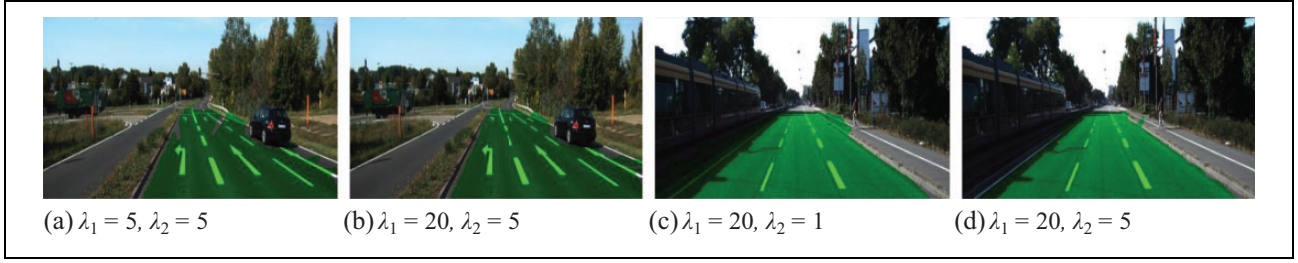 (a) λ₁ = 5, λ₂ = 5 (b) λ₁ = 20, λ₂ = 5 (c) λ₁ = 20, λ₂ = 1 (d) λ₁ = 20, λ₂ = 5